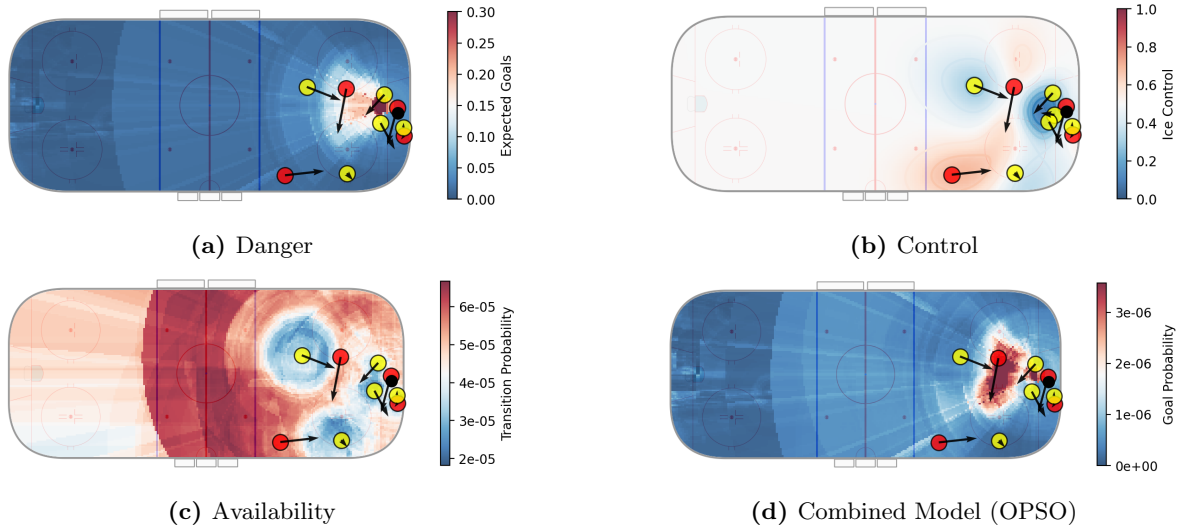 0.30
0.25
0.20
0.15
0.10
0.05
0.00
Expected Goals
(a) Danger
1.0
0.8
0.6
0.4
0.2
0.0
Ice Control
(b) Control
6e-05
5e-05
4e-05
3e-05
2e-05
Transition Probability
(c) Availability
3e-06
2e-06
1e-06
0e+00
Goal Probability
(d) Combined Model (OPSO)